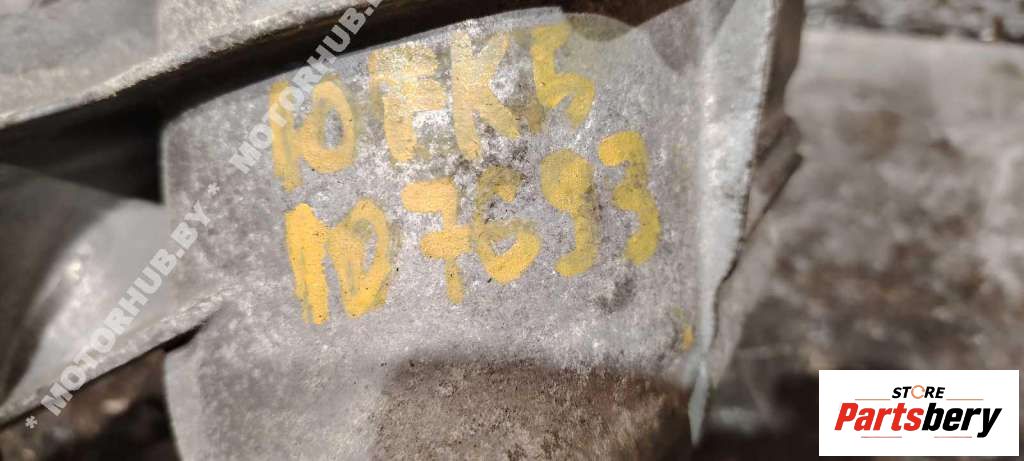 10FK5
107693
* MOTORHUB.BY * MOTORHUB.BY
STORE
Partsbery